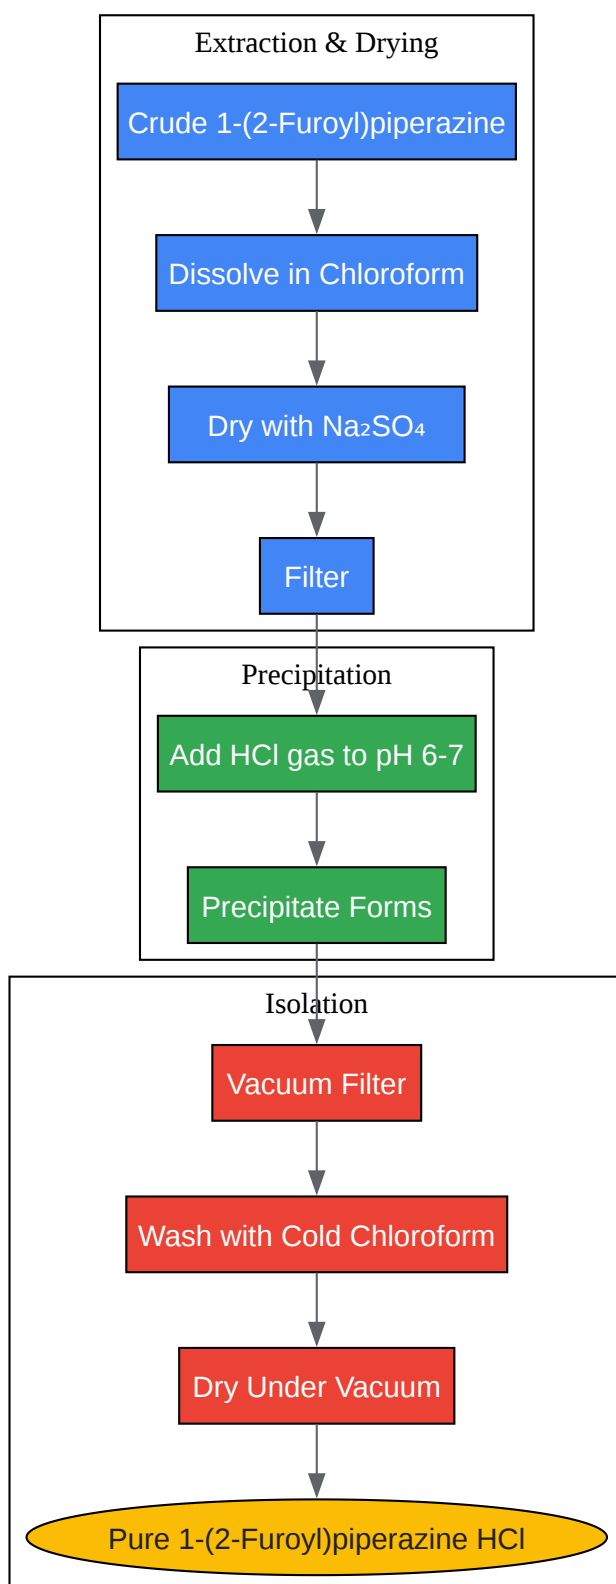 Extraction & Drying
Crude 1-(2-Furoyl)piperazine
Dissolve in Chloroform
Dry with Na₂SO₄
Filter
Precipitation
Add HCl gas to pH 6-7
Precipitate Forms
Isolation
Vacuum Filter
Wash with Cold Chloroform
Dry Under Vacuum
Pure 1-(2-Furoyl)piperazine HCl